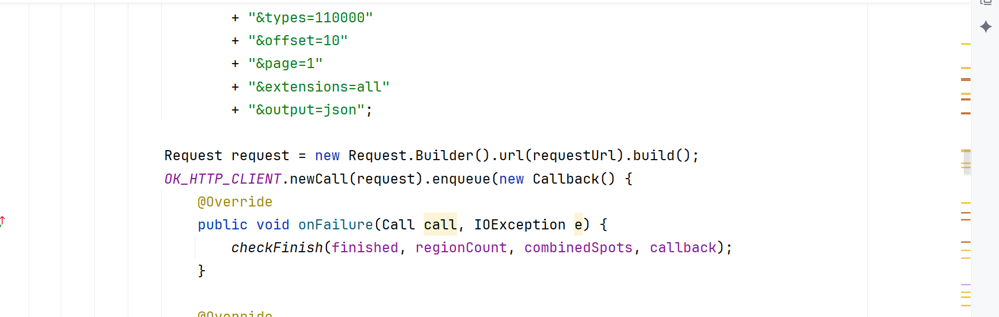 + "&types=110000"
+ "&offset=10"
+ "&page=1"
+ "&extensions=all"
+ "&output=json";
Request request = new Request.Builder().url(requestUrl).build();
OK_HTTP_CLIENT.newCall(request).enqueue(new Callback() {
@Override
public void onFailure(Call call, IOException e) {
checkFinish(finished, regionCount, combinedSpots, callback);
}
@Override